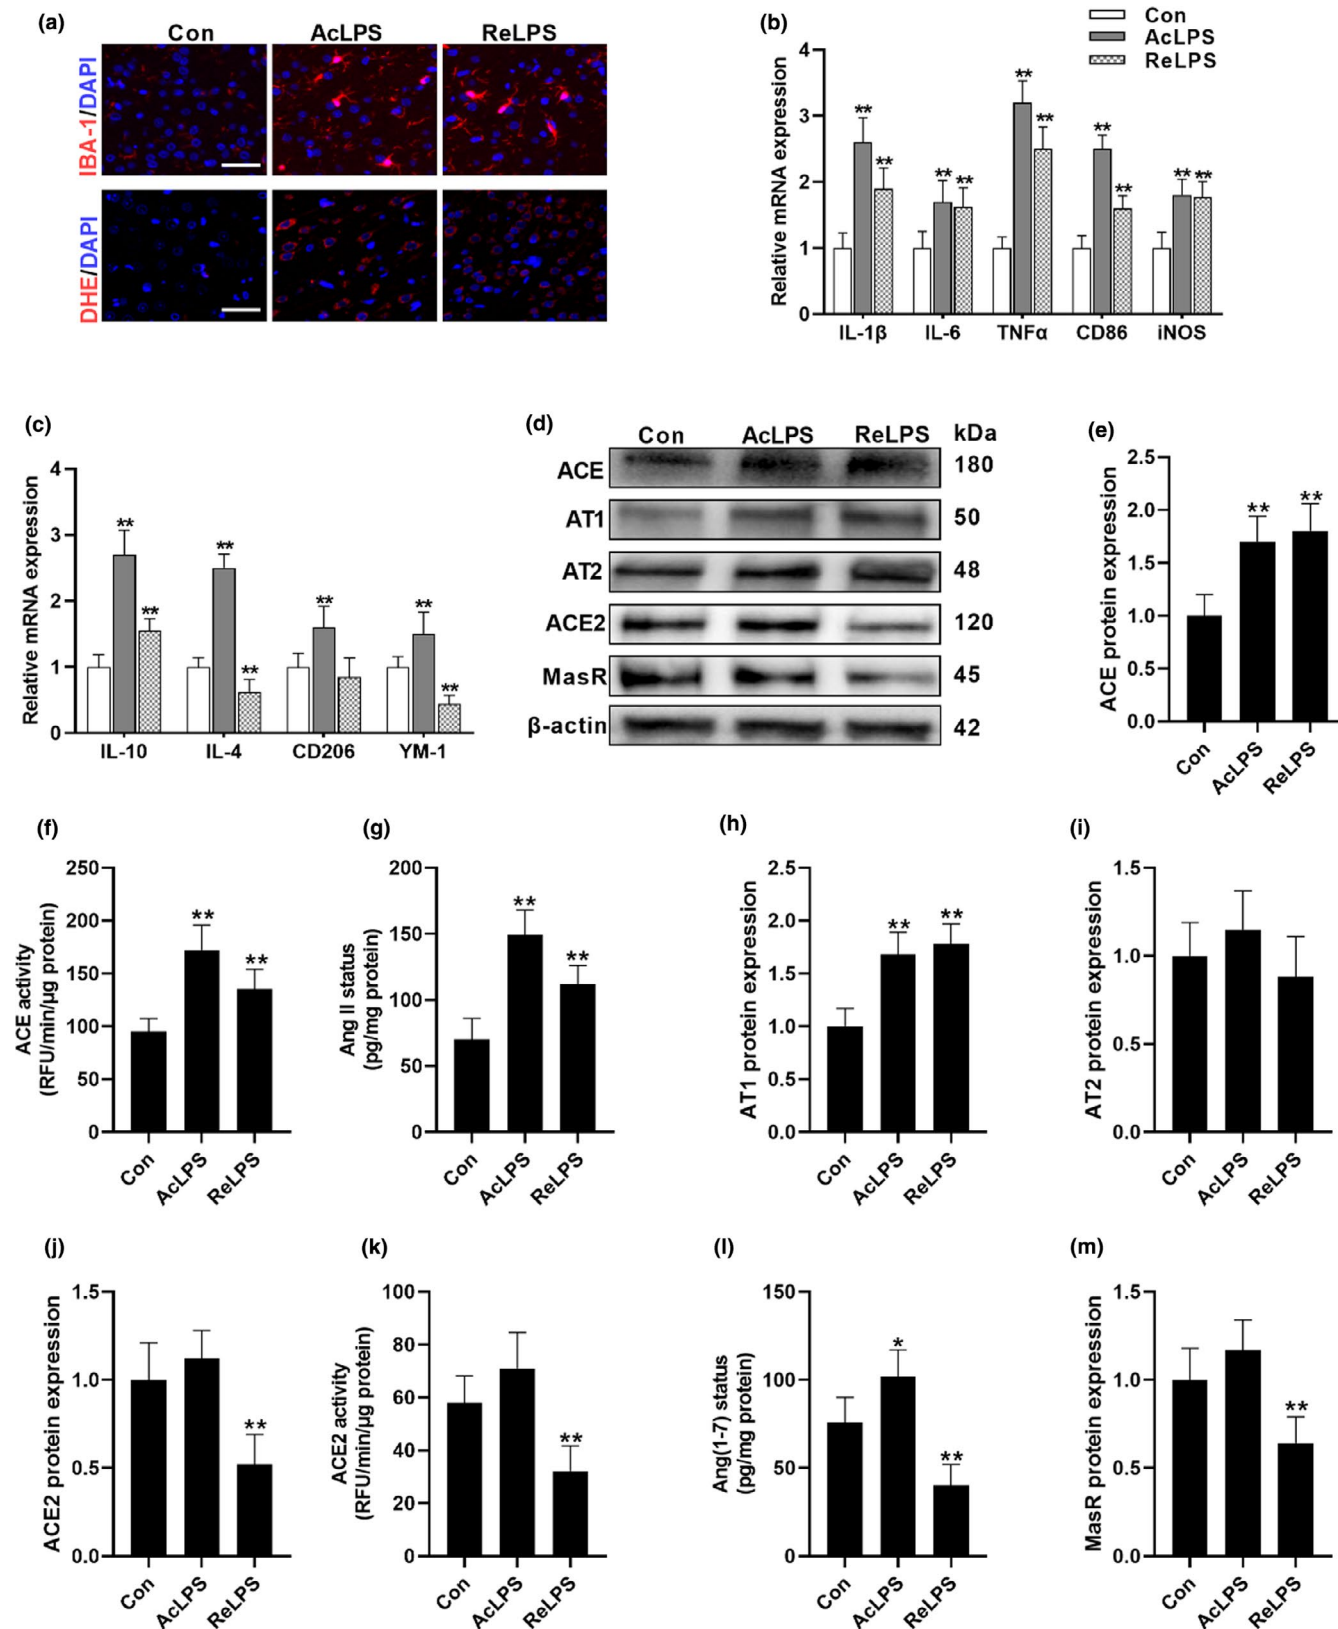 (a)
Con AcLPS ReLPS
IBA-1/DAPI
DHE/DAPI
(b)
Con
AcLPS
ReLPS
Relative mRNA expression
4
3
2
1
0
** ** ** ** ** ** ** ** ** **
IL-1β IL-6 TNFα CD86 iNOS
(c)
Relative mRNA expression
4
3
2
1
0
** ** ** ** ** ** **
IL-10 IL-4 CD206 YM-1
(d)
Con AcLPS ReLPS kDa
ACE 180
AT1 50
AT2 48
ACE2 120
MasR 45
β-actin 42
(e)
ACE protein expression
2.5
2.0
1.5
1.0
0.5
0.0
** **
Con AcLPS ReLPS
(f)
ACE activity
(RFU/min/μg protein)
250
200
150
100
50
0
** **
Con AcLPS ReLPS
(g)
Ang II status
(pg/mg protein)
200
150
100
50
0
** **
Con AcLPS ReLPS
(h)
AT1 protein expression
2.5
2.0
1.5
1.0
0.5
0.0
** **
Con AcLPS ReLPS
(i)
AT2 protein expression
1.5
1.0
0.5
0.0
Con AcLPS ReLPS
(j)
ACE2 protein expression
1.5
1.0
0.5
0.0
**
Con AcLPS ReLPS
(k)
ACE2 activity
(RFU/min/μg protein)
100
80
60
40
20
0
**
Con AcLPS ReLPS
(l)
Ang(1-7) status
(pg/mg protein)
150
100
50
0
* **
Con AcLPS ReLPS
(m)
MasR protein expression
1.5
1.0
0.5
0.0
**
Con AcLPS ReLPS